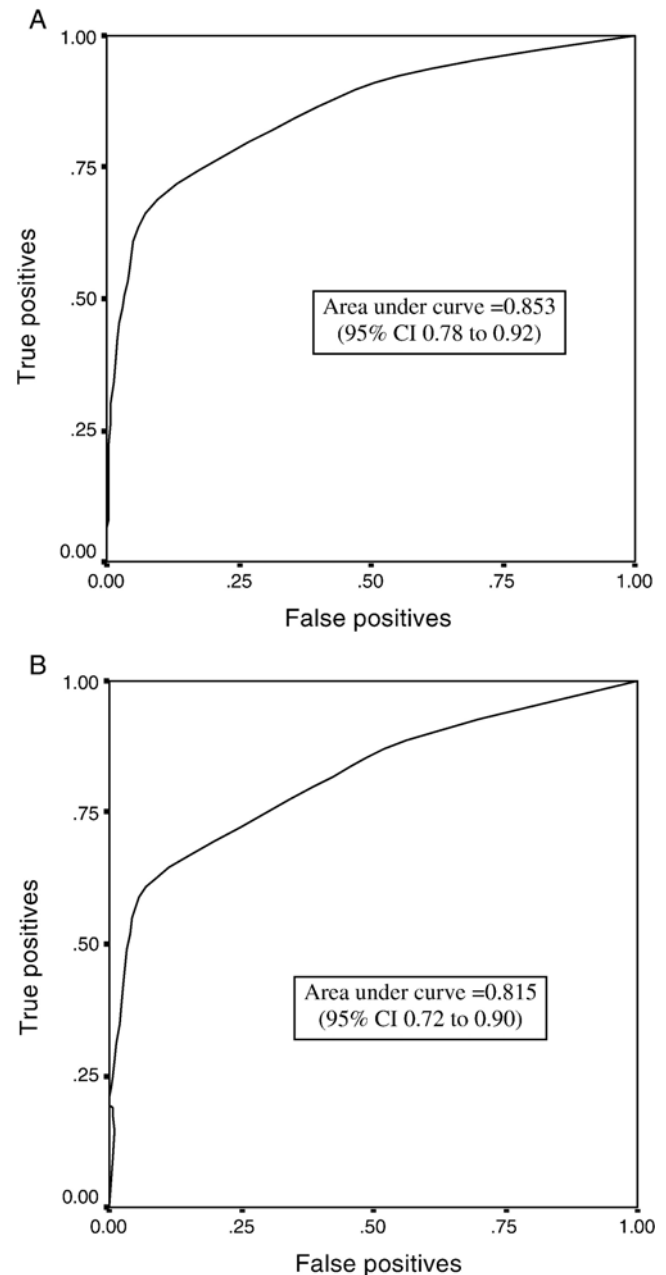 A
1.00
.75
.50
.25
0.00
True positives
Area under curve =0.853
(95% CI 0.78 to 0.92)
0.00 .25 .50 .75 1.00
False positives
B
1.00
.75
.50
.25
0.00
True positives
Area under curve =0.815
(95% CI 0.72 to 0.90)
0.00 .25 .50 .75 1.00
False positives